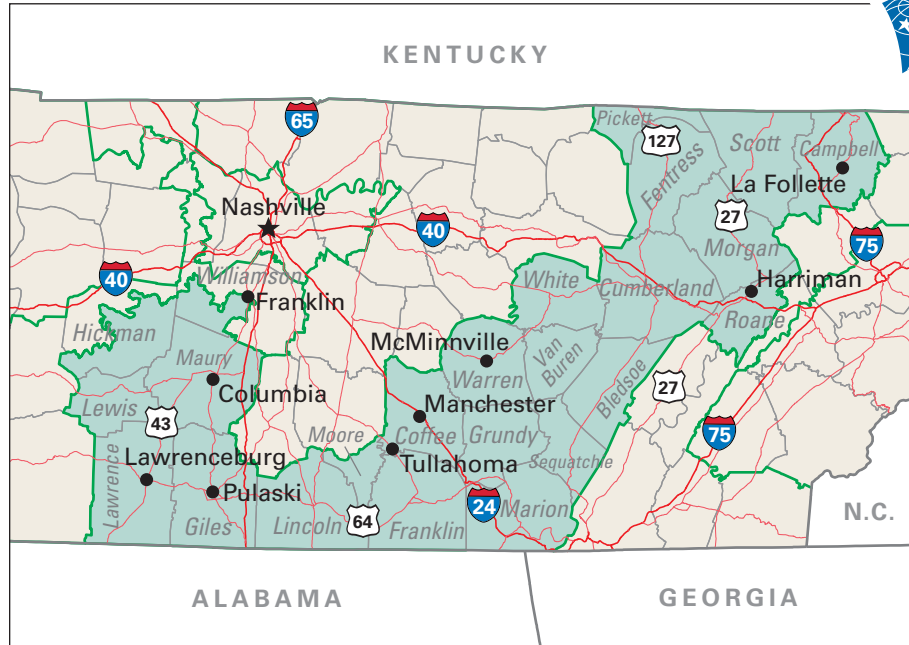 KENTUCKY
65
Pickett
127
Scott
Campbell
Fentress
La Follette
Nashville
27
40
Morgan
75
40
Williamson
White
Cumberland
Harriman
Franklin
Roane
Hickman
McMinnville
Van
Buren
Maury
Warren
Bledsoe
27
Columbia
Lewis
Manchester
43
Moore
Coffee
Grundy
75
Lawrenceburg
Tullahoma
Sequatchie
Lawrence
Pulaski
24
Marion
64
N.C.
Giles
Lincoln
Franklin
ALABAMA
GEORGIA